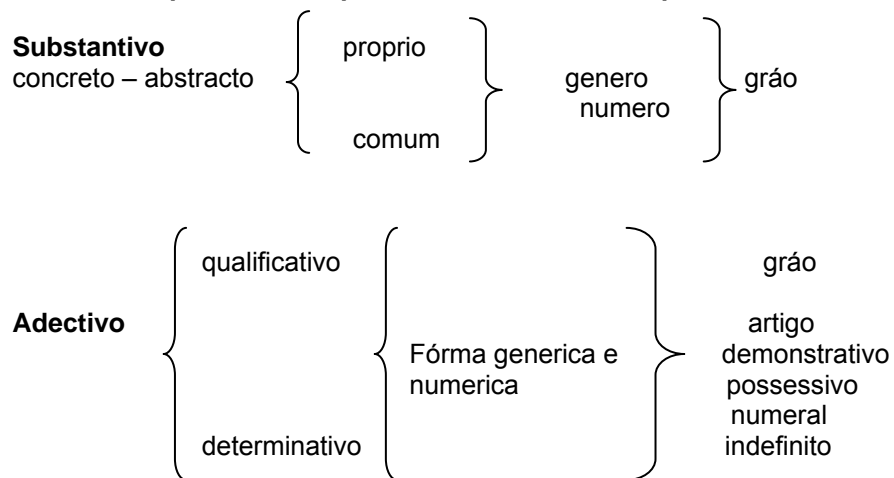 Substantivo proprio
concreto – abstracto genero gráo
numero
comum
qualificativo gráo
Adectivo artigo
Fórma generica e demonstrativo
numerica possessivo
numeral
determinativo indefinito